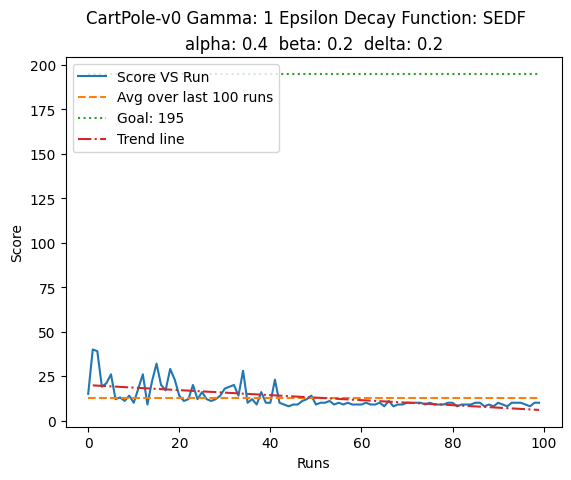 CartPole-v0 Gamma: 1 Epsilon Decay Function: SEDF
alpha: 0.4 beta: 0.2 delta: 0.2
200
175
150
125
100
75
50
25
0
Score
Score VS Run
Avg over last 100 runs
Goal: 195
Trend line
0
20
40
60
80
100
Runs